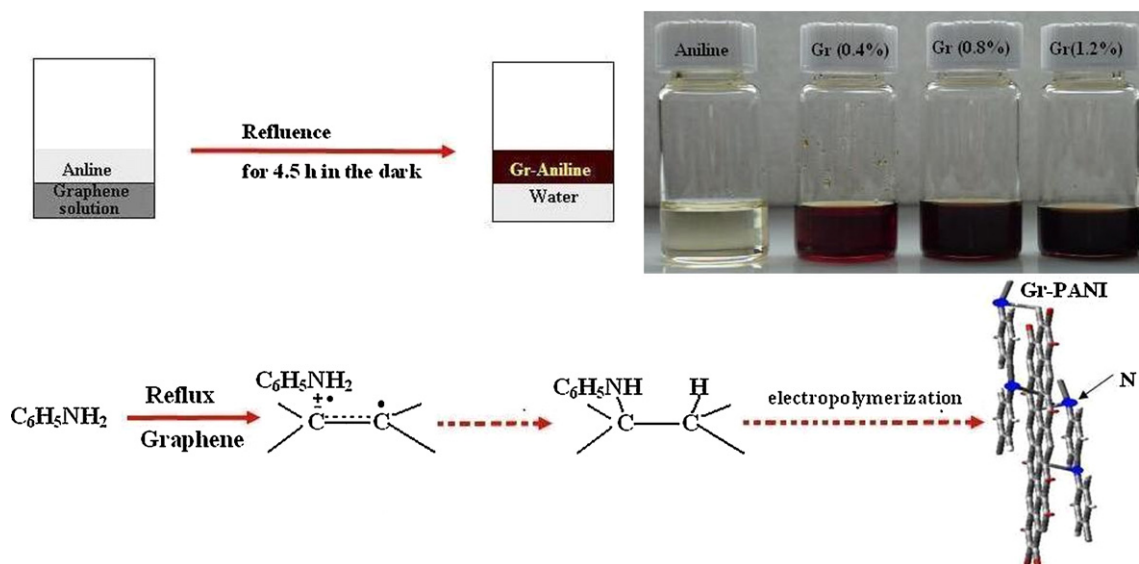 Anline
Graphene
solution
Refluence
for 4.5 h in the dark
Gr-Aniline
Water
Aniline
Gr (0.4%)
Gr (0.8%)
Gr(1.2%)
C6H5NH2
Reflux
Graphene
C6H5NH2
±•
•
C C
C6H5NH
H
C C
electropolymerization
Gr-PANI
N